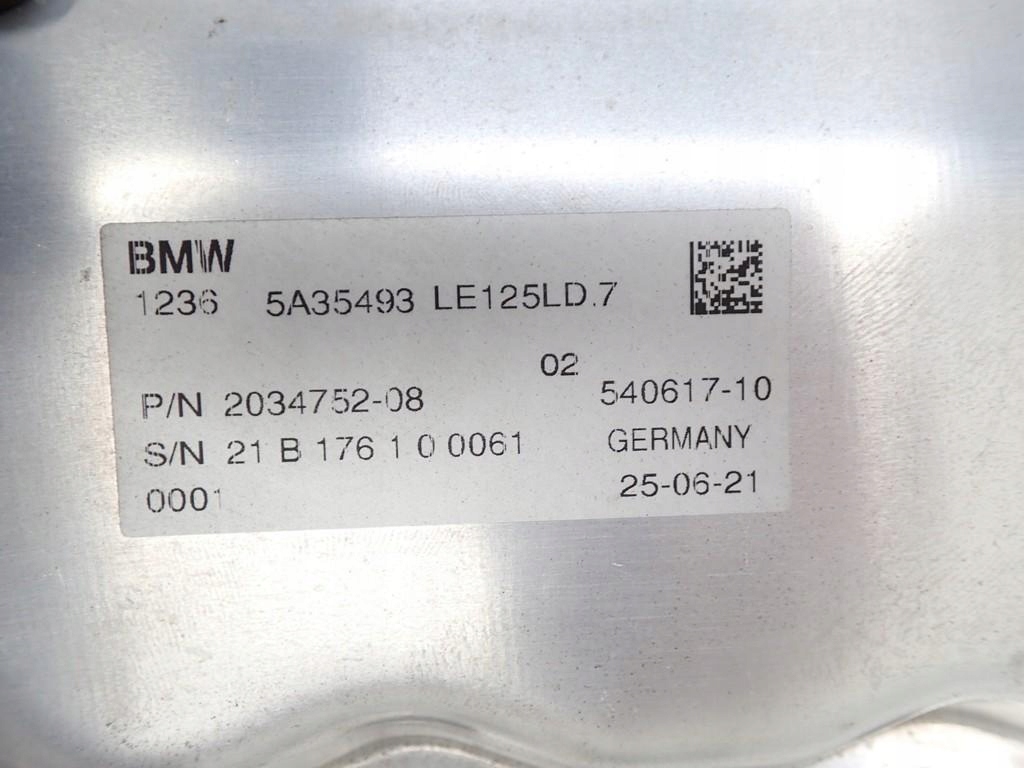 BMW
1236 5A35493 LE125LD.7
02
P/N 2034752-08 540617-10
S/N 21 B 176 1 0 0061 GERMANY
0001 25-06-21